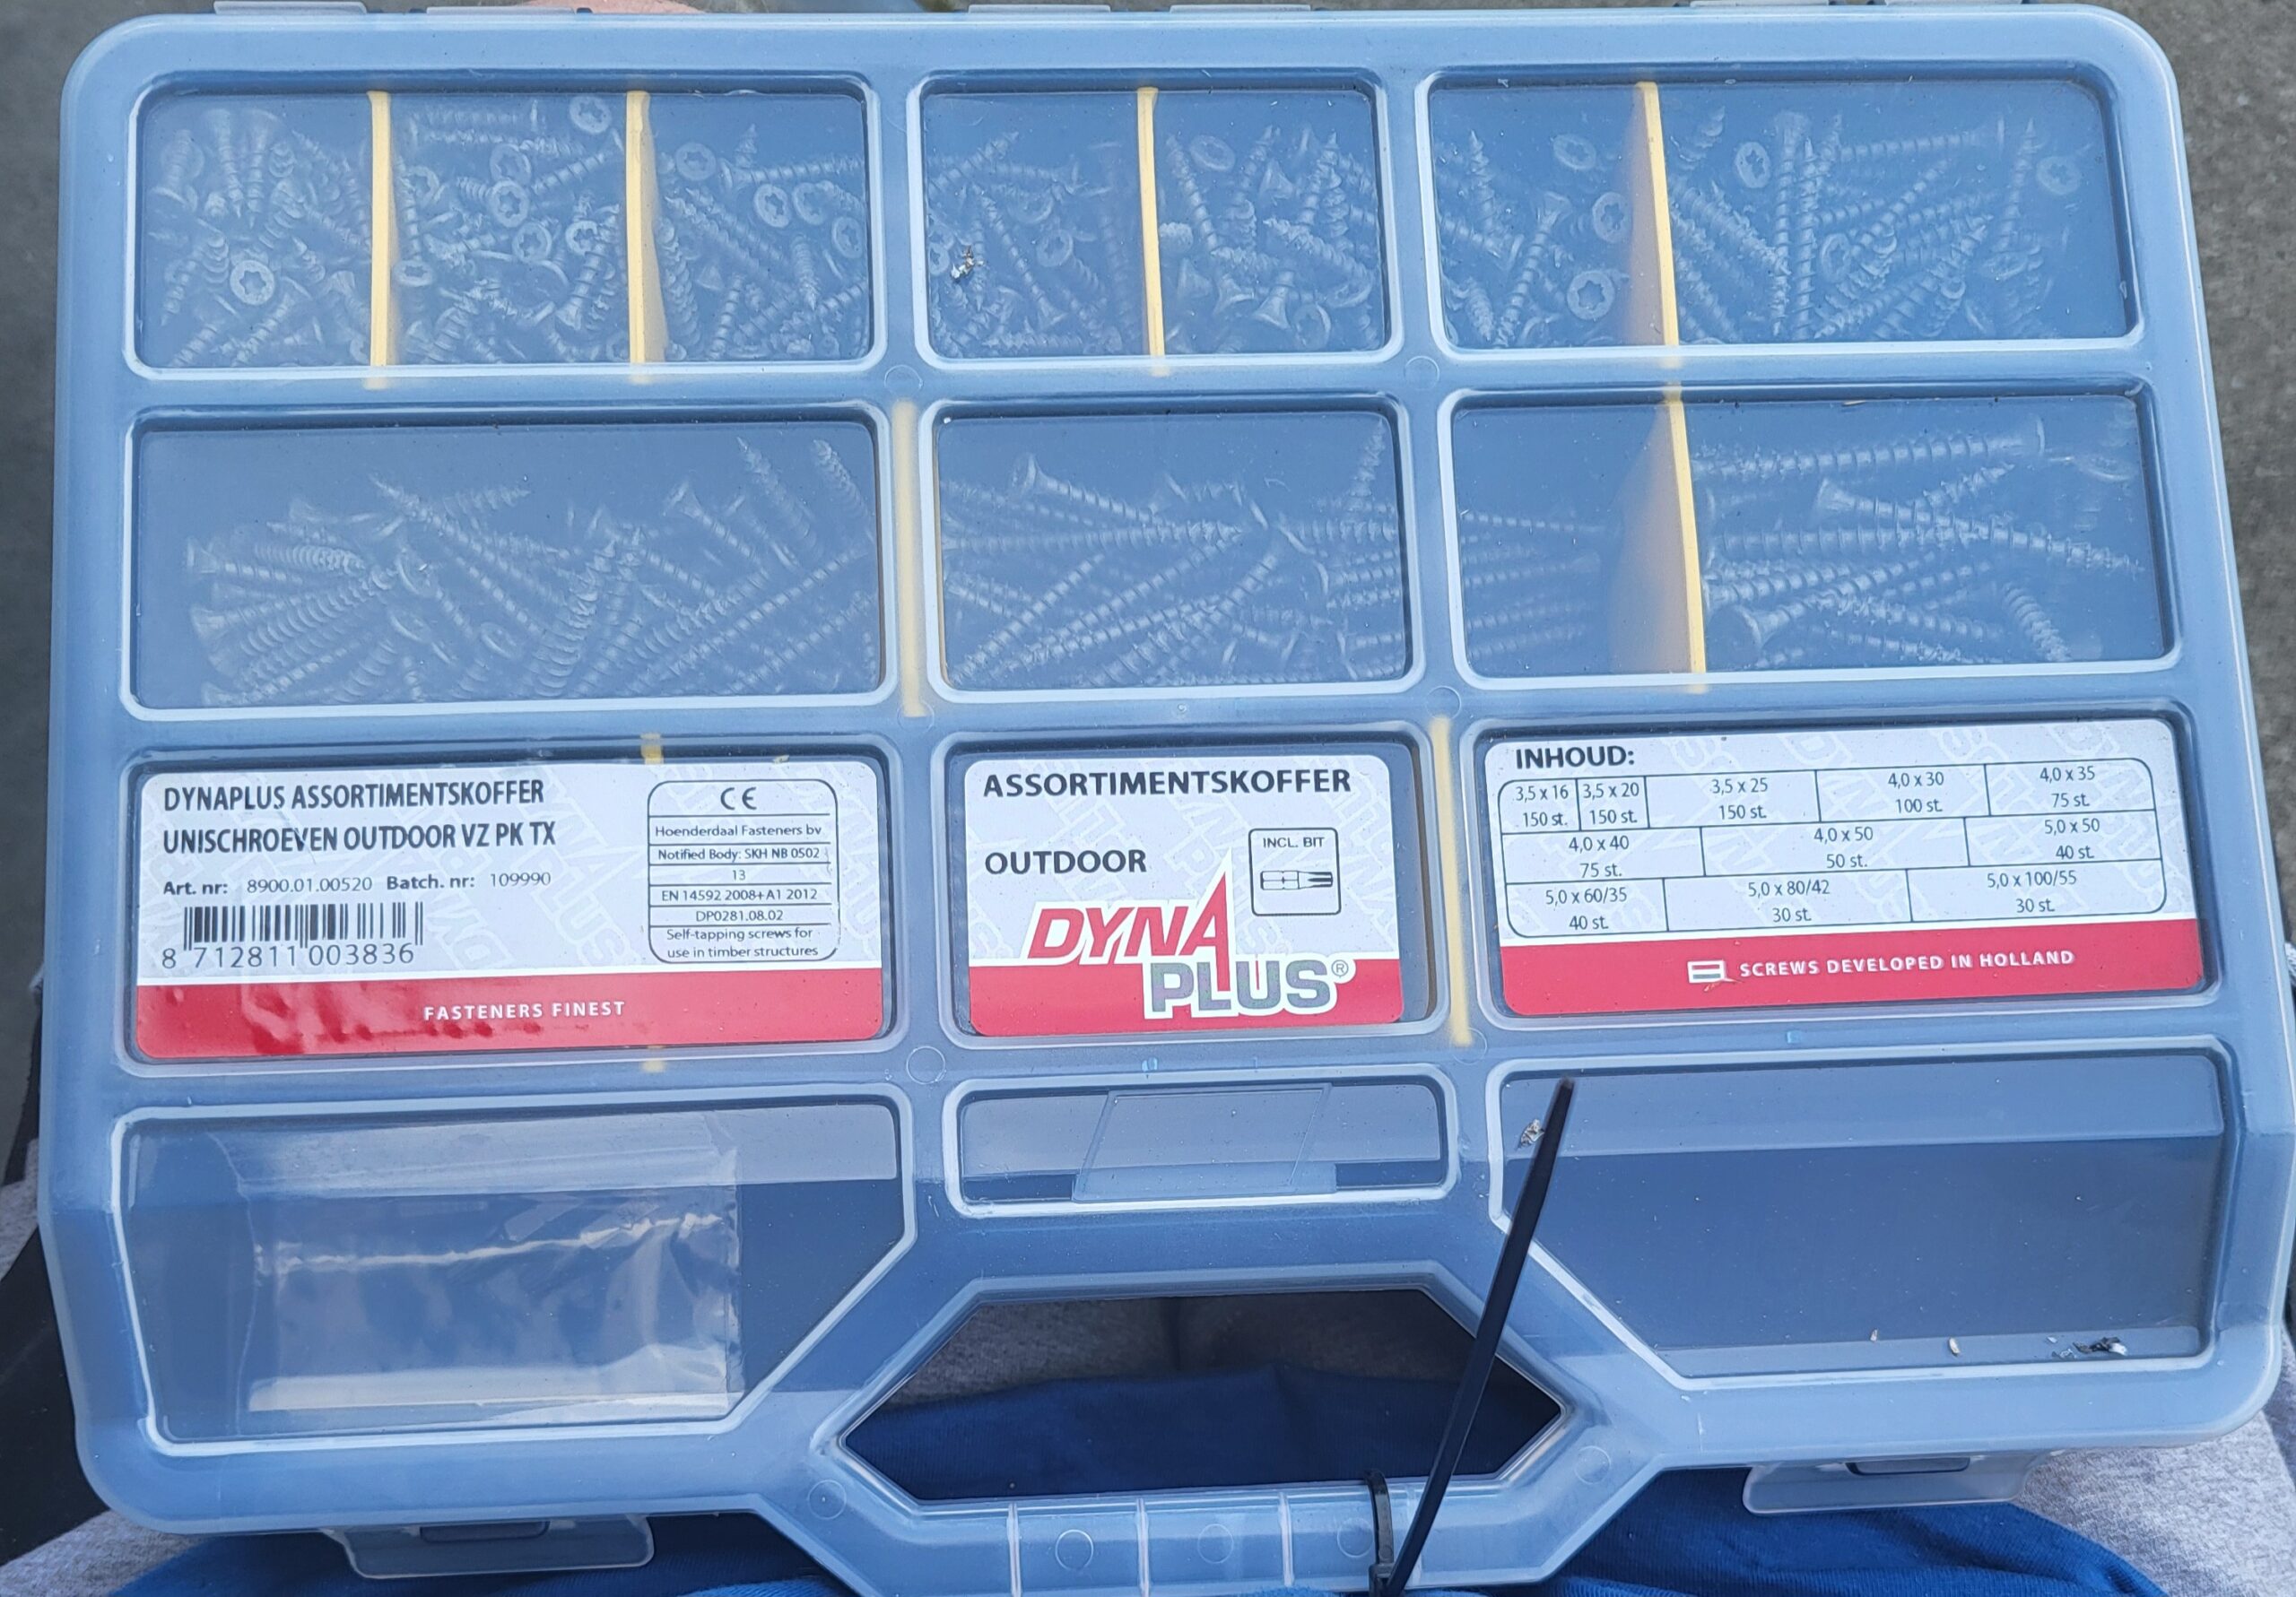 DYNAPLUS ASSORTIMENTSKOFFER
UNISCHROEVEN OUTDOOR VZ PK TX
Art. nr: 8900.01.00520 Batch. nr: 109990
8 712811 003836
CE
Hoenderdaal Fasteners bv
Notified Body: SKH NB 0502
13
EN 14592 2008+A1 2012
DP0281.08.02
Self-tapping screws for
use in timber structures
FASTENERS FINEST
ASSORTIMENTSKOFFER
OUTDOOR
INCL. BIT
DYNA
PLUS®
INHOUD:
3,5 x 16 3,5 x 20 3,5 x 25 4,0 x 30 4,0 x 35
150 st. 150 st. 150 st. 100 st. 75 st.
4,0 x 40 4,0 x 50 5,0 x 50
75 st. 50 st. 40 st.
5,0 x 60/35 5,0 x 80/42 5,0 x 100/55
40 st. 30 st. 30 st.
SCREWS DEVELOPED IN HOLLAND